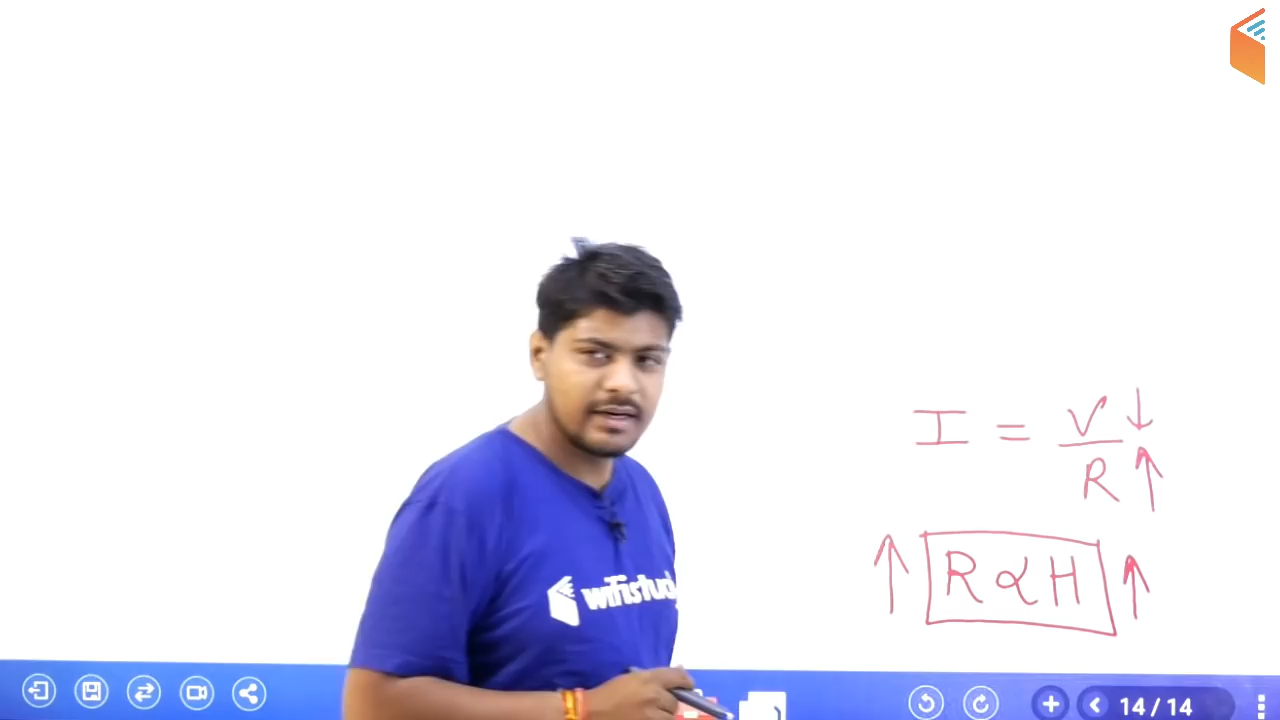 I = V↓
R↑
↑ R ∝ H ↑
wifistudy
14 / 14